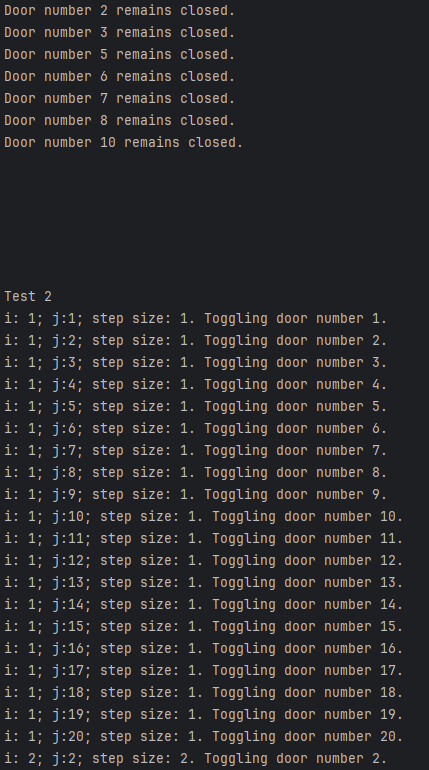 Door number 2 remains closed.
Door number 3 remains closed.
Door number 5 remains closed.
Door number 6 remains closed.
Door number 7 remains closed.
Door number 8 remains closed.
Door number 10 remains closed.
Test 2
i: 1; j:1; step size: 1. Toggling door number 1.
i: 1; j:2; step size: 1. Toggling door number 2.
i: 1; j:3; step size: 1. Toggling door number 3.
i: 1; j:4; step size: 1. Toggling door number 4.
i: 1; j:5; step size: 1. Toggling door number 5.
i: 1; j:6; step size: 1. Toggling door number 6.
i: 1; j:7; step size: 1. Toggling door number 7.
i: 1; j:8; step size: 1. Toggling door number 8.
i: 1; j:9; step size: 1. Toggling door number 9.
i: 1; j:10; step size: 1. Toggling door number 10.
i: 1; j:11; step size: 1. Toggling door number 11.
i: 1; j:12; step size: 1. Toggling door number 12.
i: 1; j:13; step size: 1. Toggling door number 13.
i: 1; j:14; step size: 1. Toggling door number 14.
i: 1; j:15; step size: 1. Toggling door number 15.
i: 1; j:16; step size: 1. Toggling door number 16.
i: 1; j:17; step size: 1. Toggling door number 17.
i: 1; j:18; step size: 1. Toggling door number 18.
i: 1; j:19; step size: 1. Toggling door number 19.
i: 1; j:20; step size: 1. Toggling door number 20.
i: 2; j:2; step size: 2. Toggling door number 2.